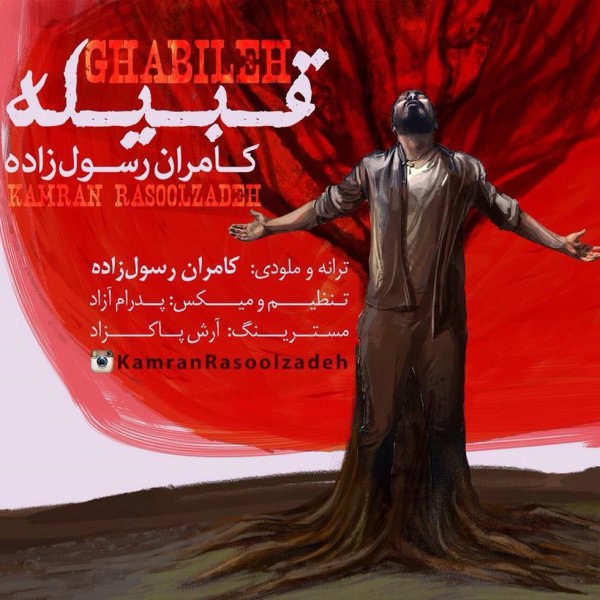 GHABILEH
قبیله
کامران رسول‌زاده
KAMRAN RASOOLZADEH
ترانه و ملودی: کامران رسول‌زاده
تنظیم و میکس: پدرام آزاد
مسترینگ: آرش پاکزاد
KamranRasoolzadeh